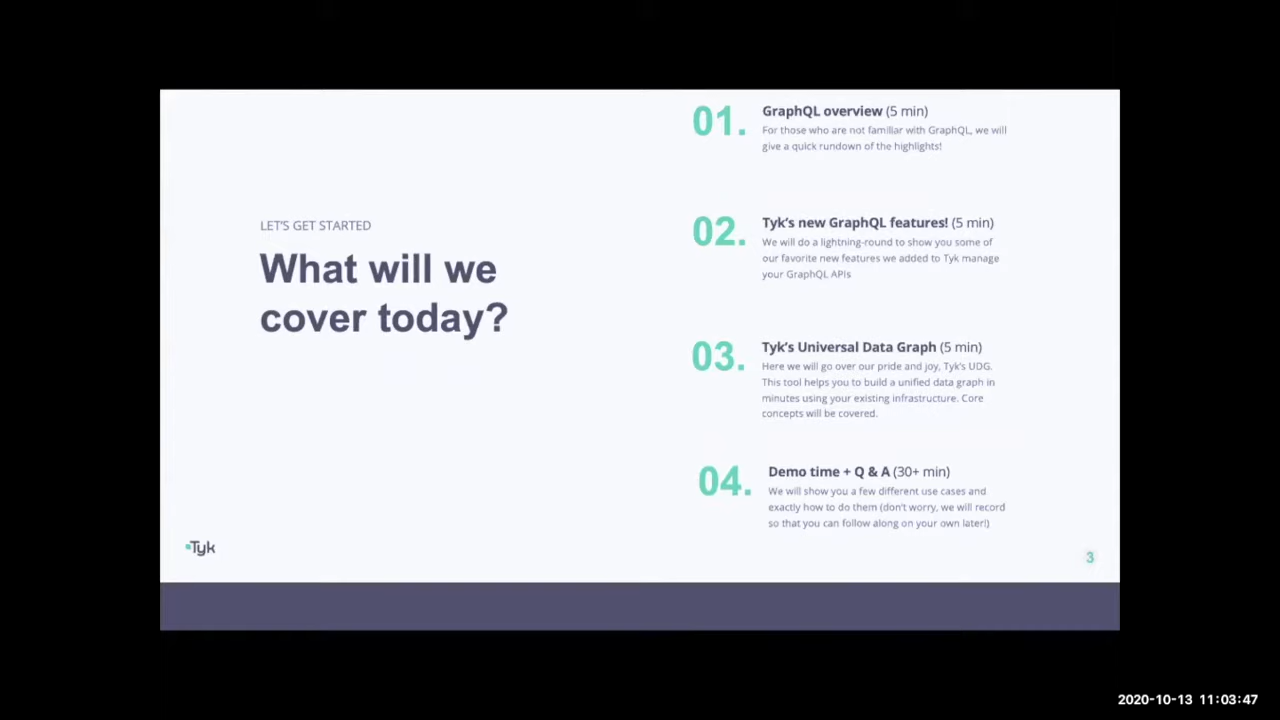 LET'S GET STARTED
What will we
cover today?
01.
GraphQL overview (5 min)
For those who are not familiar with GraphQL, we will
give a quick rundown of the highlights!
02.
Tyk's new GraphQL features! (5 min)
We will do a lightning-round to show you some of
our favorite new features we added to Tyk manage
your GraphQL APIs
03.
Tyk's Universal Data Graph (5 min)
Here we will go over our pride and joy, Tyk's UDG.
This tool helps you to build a unified data graph in
minutes using your existing infrastructure. Core
concepts will be covered.
04.
Demo time + Q & A (30+ min)
We will show you a few different use cases and
exactly how to do them (don't worry, we will record
so that you can follow along on your own later!)
Tyk
3
2020-10-13 11:03:47